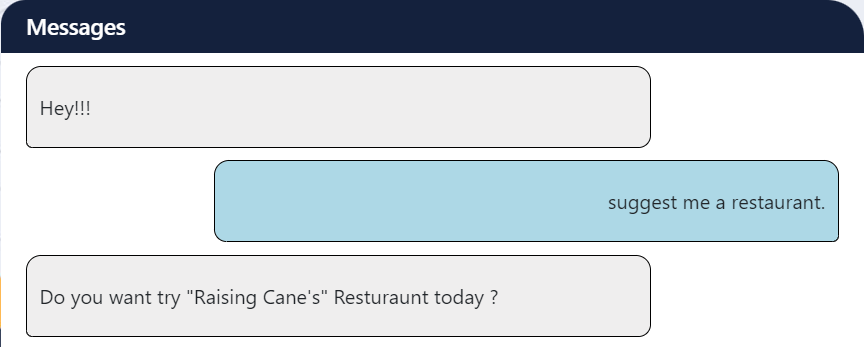 Messages
Hey!!!
suggest me a restaurant.
Do you want try "Raising Cane's" Resturaunt today ?